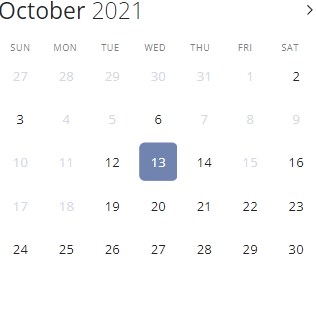 October 2021
SUN MON TUE WED THU FRI SAT
27 28 29 30 31 1 2
3 4 5 6 7 8 9
10 11 12 13 14 15 16
17 18 19 20 21 22 23
24 25 26 27 28 29 30